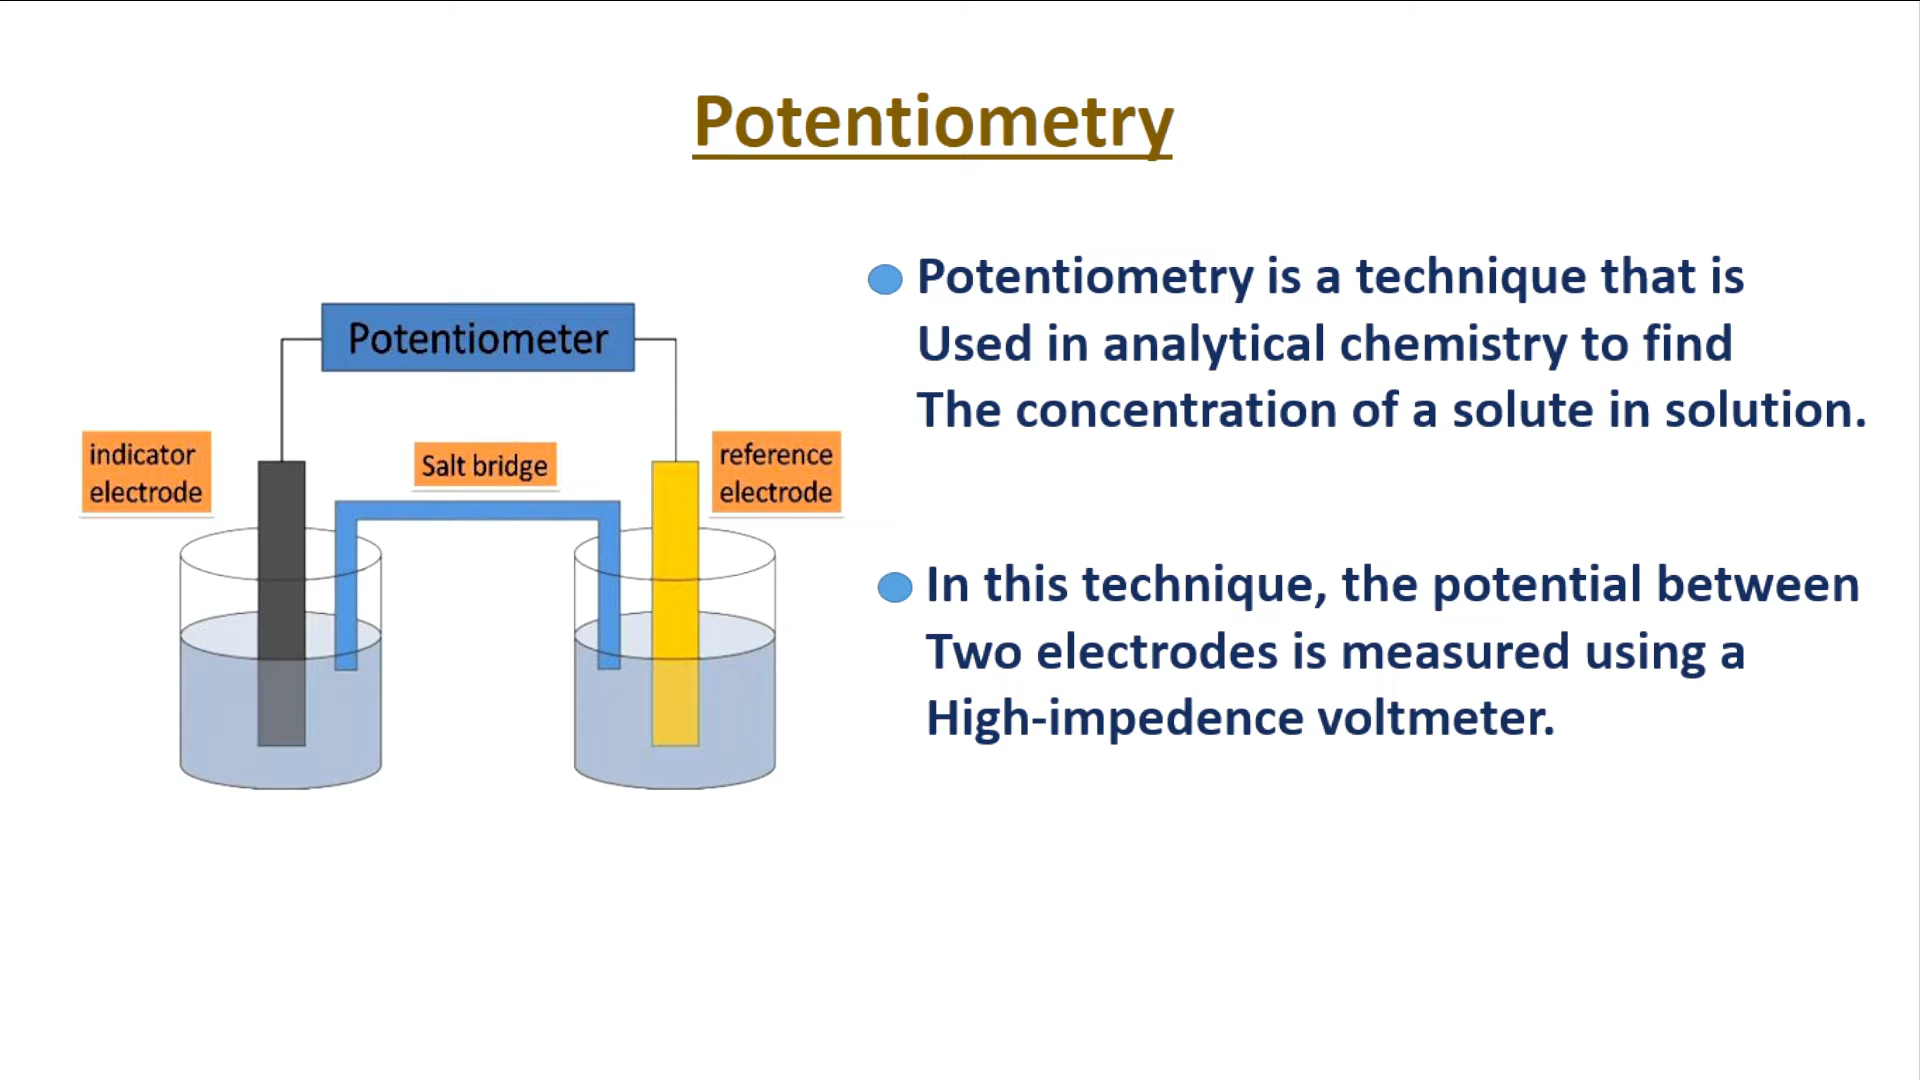 Potentiometry
Potentiometer
indicator
electrode
Salt bridge
reference
electrode
Potentiometry is a technique that is
Used in analytical chemistry to find
The concentration of a solute in solution.
In this technique, the potential between
Two electrodes is measured using a
High-impedence voltmeter.